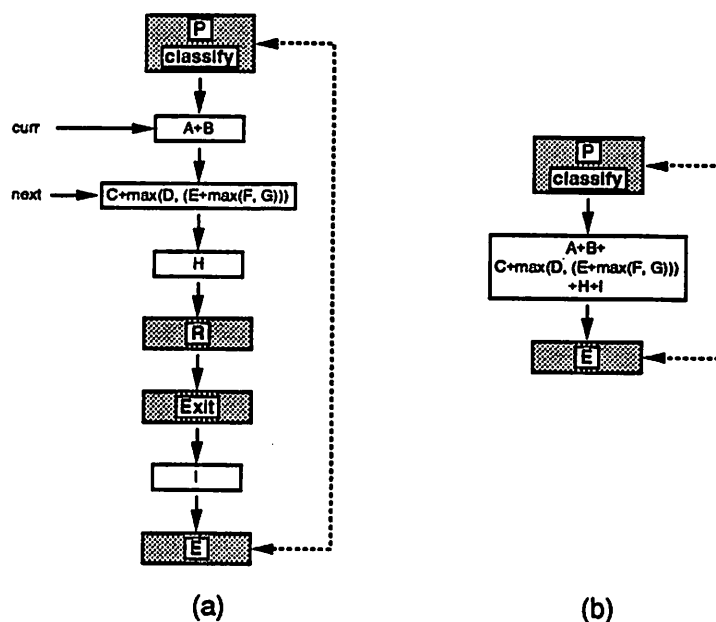 P
classify
curr
A+B
next
C+max(D, (E+max(F, G)))
H
R
Exit
I
E
(a)
P
classify
A+B+
C+max(D, (E+max(F, G)))
+H+I
E
(b)